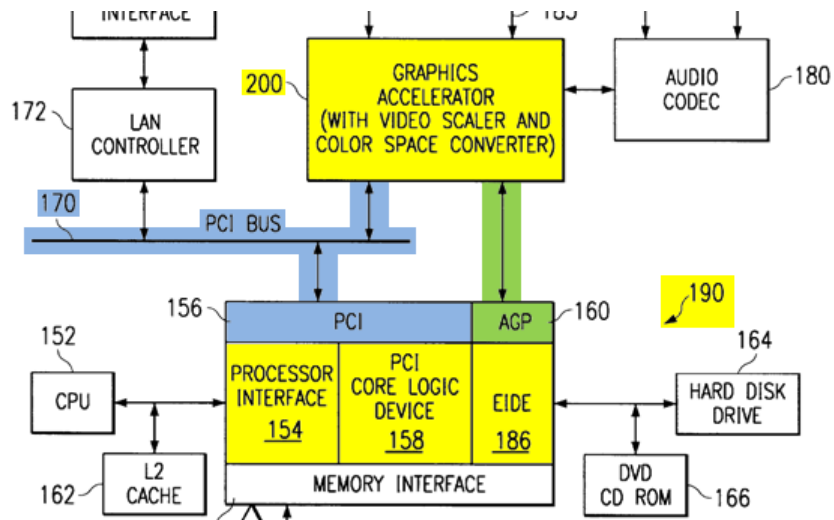 INTERFACE
185
200
GRAPHICS
ACCELERATOR
(WITH VIDEO SCALER AND
COLOR SPACE CONVERTER)
AUDIO
CODEC
180
172
LAN
CONTROLLER
170
PCI BUS
156
PCI
AGP
160
190
152
CPU
PROCESSOR
INTERFACE
154
PCI
CORE LOGIC
DEVICE
158
EIDE
186
164
HARD DISK
DRIVE
162
L2
CACHE
MEMORY INTERFACE
DVD
CD ROM
166